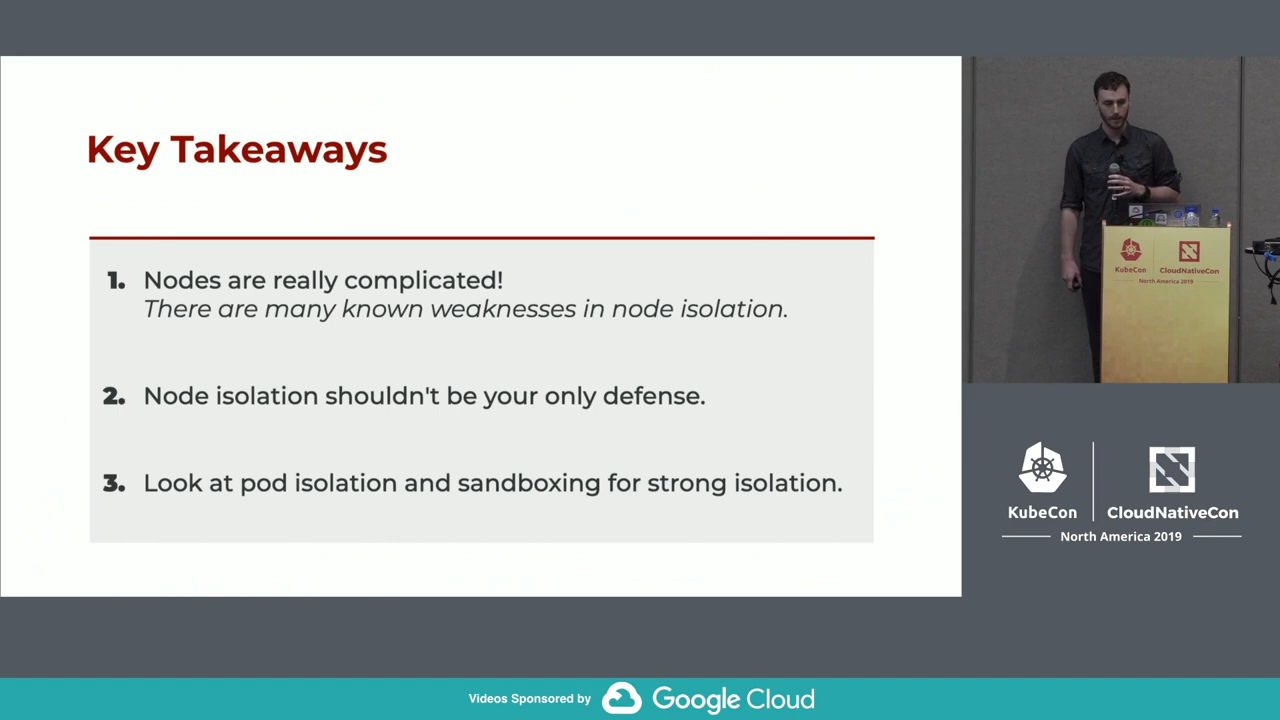 Key Takeaways
1. Nodes are really complicated!
There are many known weaknesses in node isolation.
2. Node isolation shouldn't be your only defense.
3. Look at pod isolation and sandboxing for strong isolation.
KubeCon
CloudNativeCon
North America 2019
KubeCon
CloudNativeCon
North America 2019
Videos Sponsored by
Google Cloud